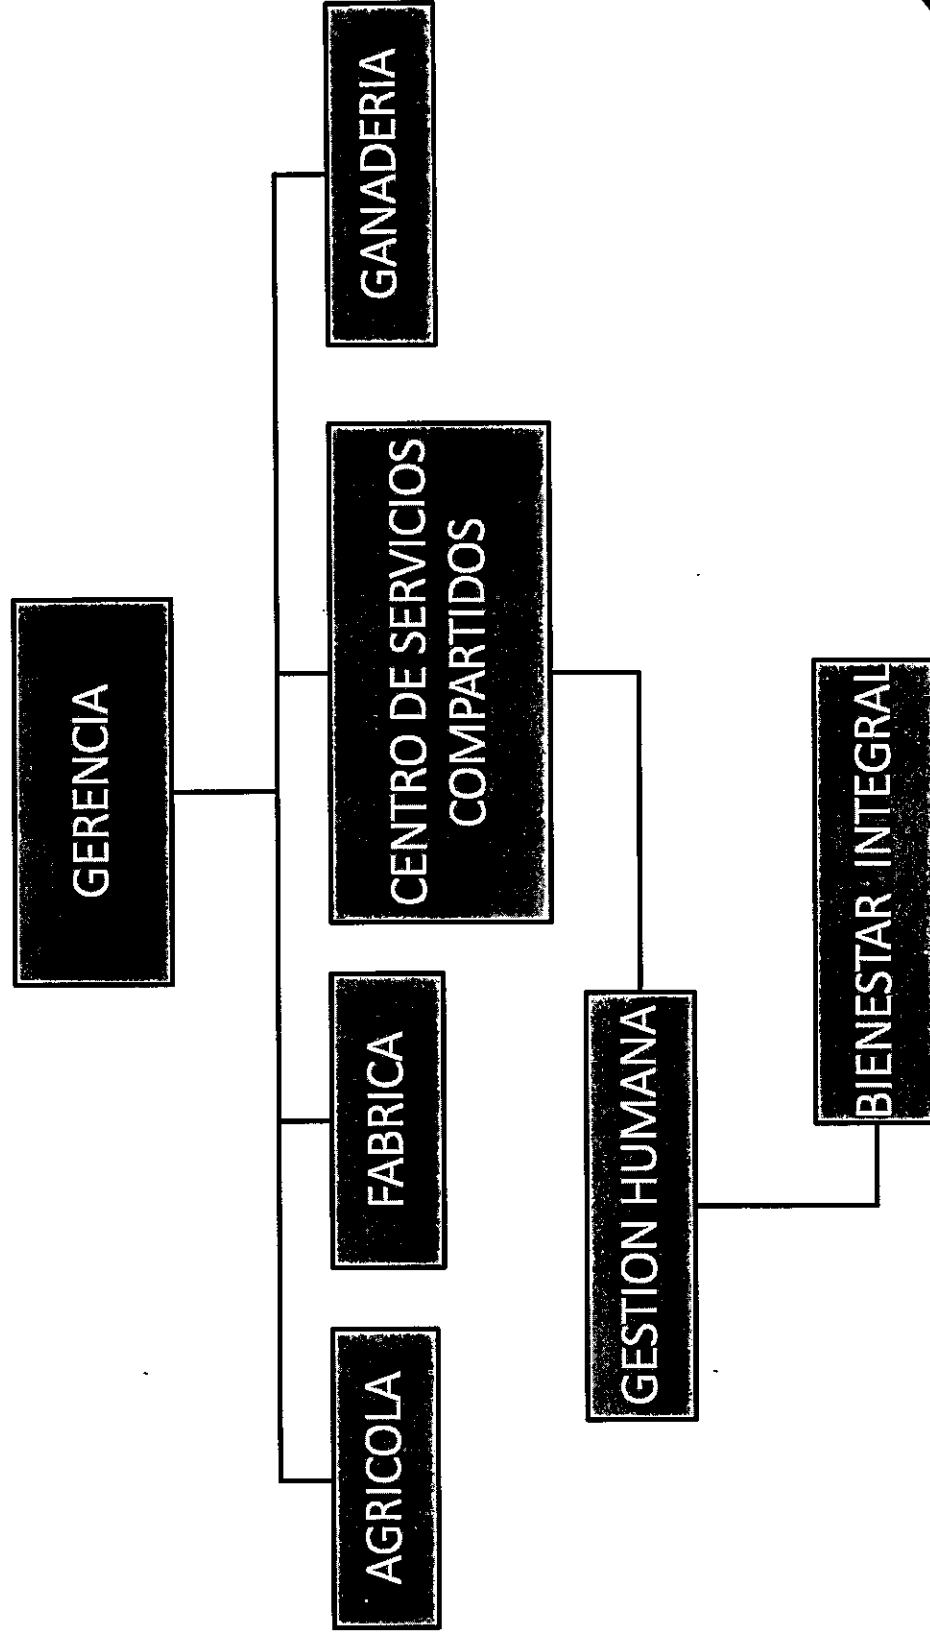 GERENCIA
AGRICOLA
FABRICA
CENTRO DE SERVICIOS
COMPARTIDOS
GANADERIA
GESTION HUMANA
BIENESTAR INTEGRAL